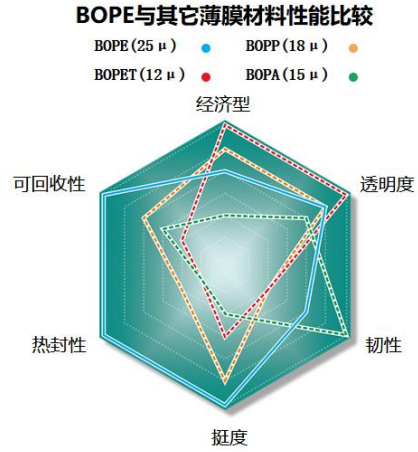 BOPE与其它薄膜材料性能比较
BOPE(25μ) BOPP(18μ)
BOPET(12μ) BOPA(15μ)
经济型
可回收性 透明度
热封性 韧性
挺度